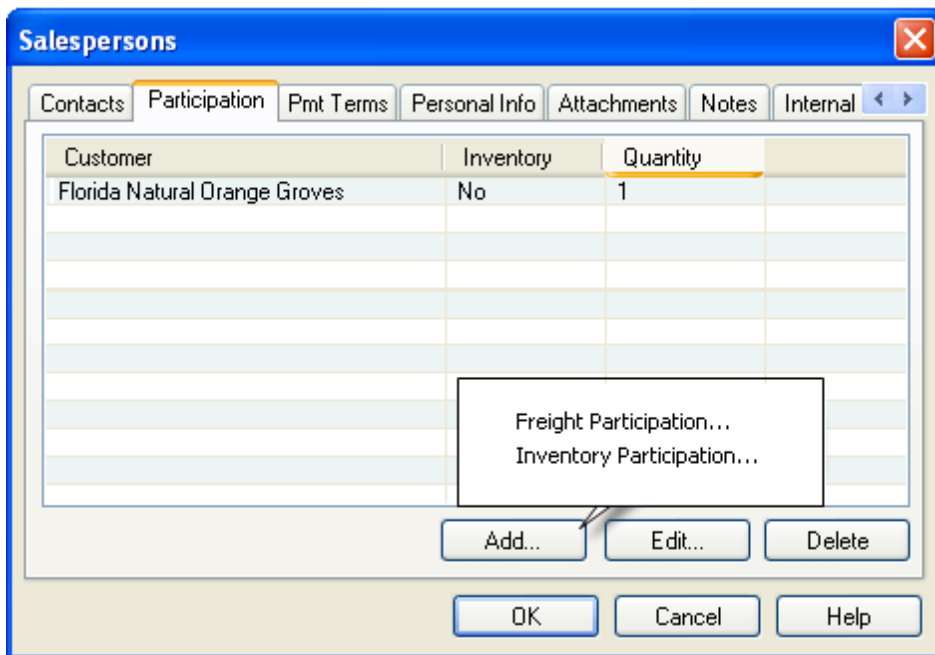 Salespersons
Contacts Participation Pmt Terms Personal Info Attachments Notes Internal
Customer Inventory Quantity
Florida Natural Orange Groves No 1
Freight Participation...
Inventory Participation...
Add... Edit... Delete
OK Cancel Help